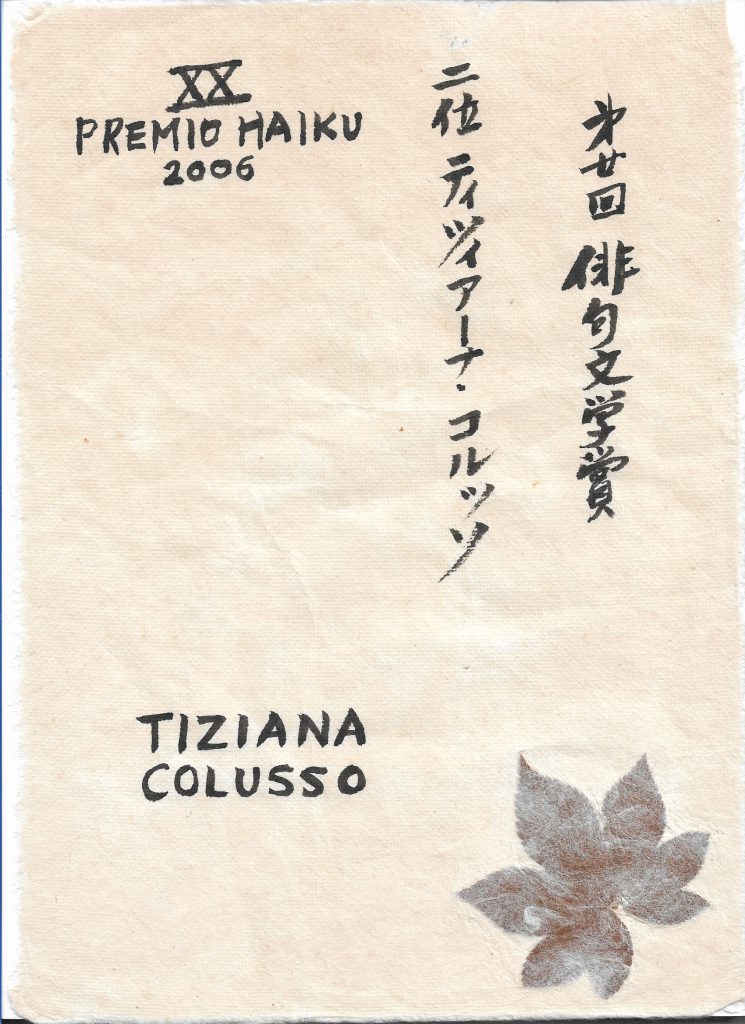 XX
PREMIO HAIKU
2006
第廿回 俳句文学賞
二位 ティツィアーナ・コルッソ
TIZIANA
COLUSSO